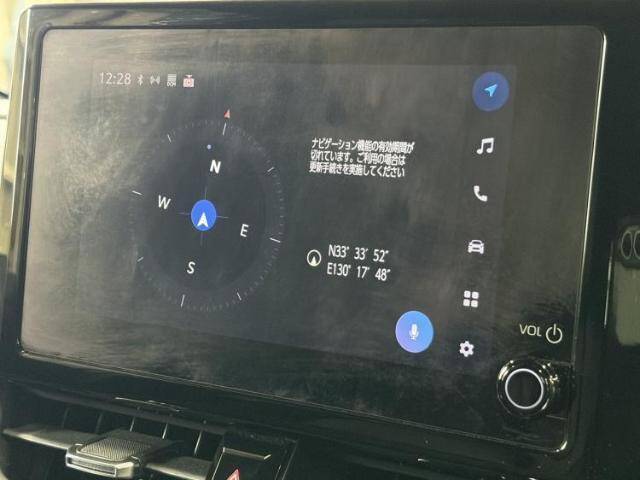 12:28
DCM
N
W
E
S
ナビゲーション機能の有効期間が
切れています。ご利用の場合は
更新手続きを実施してください
N33° 33' 52"
E130° 17' 48"
VOL